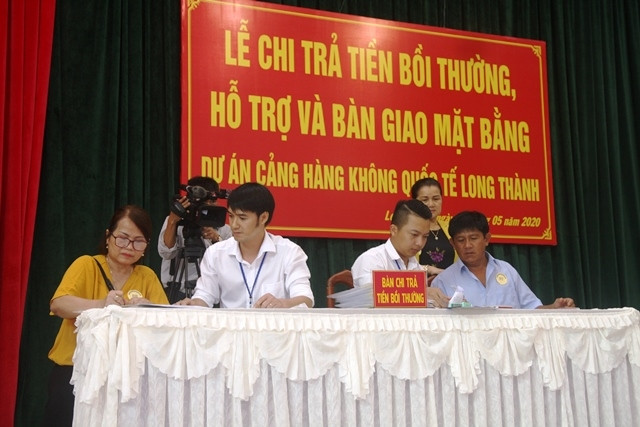 LỄ CHI TRẢ TIỀN BỒI THƯỜNG,
HỖ TRỢ VÀ BÀN GIAO MẶT BẰNG
DỰ ÁN CẢNG HÀNG KHÔNG QUỐC TẾ LONG THÀNH
05 năm 2020
BÀN CHI TRẢ
TIỀN BỒI THƯỜNG